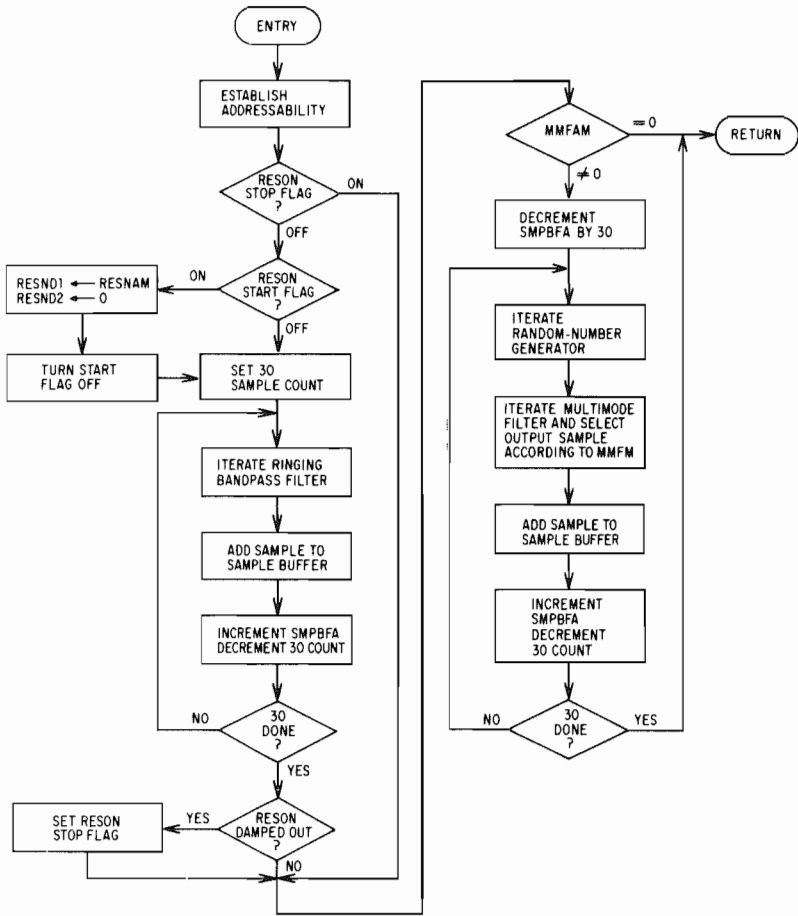 ENTRY
ESTABLISH
ADDRESSABILITY
RESON
STOP FLAG
?
ON
OFF
RESON
START FLAG
?
ON
OFF
RESND1 ← RESNAM
RESND2 ← 0
TURN START
FLAG OFF
SET 30
SAMPLE COUNT
ITERATE RINGING
BANDPASS FILTER
ADD SAMPLE TO
SAMPLE BUFFER
INCREMENT SMPBFA
DECREMENT 30 COUNT
30
DONE
?
NO
YES
RESON
DAMPED OUT
?
YES
NO
SET RESON
STOP FLAG
MMFAM
=0
≠0
RETURN
DECREMENT
SMPBFA BY 30
ITERATE
RANDOM-NUMBER
GENERATOR
ITERATE MULTIMODE
FILTER AND SELECT
OUTPUT SAMPLE
ACCORDING TO MMFM
ADD SAMPLE TO
SAMPLE BUFFER
INCREMENT
SMPBFA
DECREMENT
30 COUNT
30
DONE
?
NO
YES